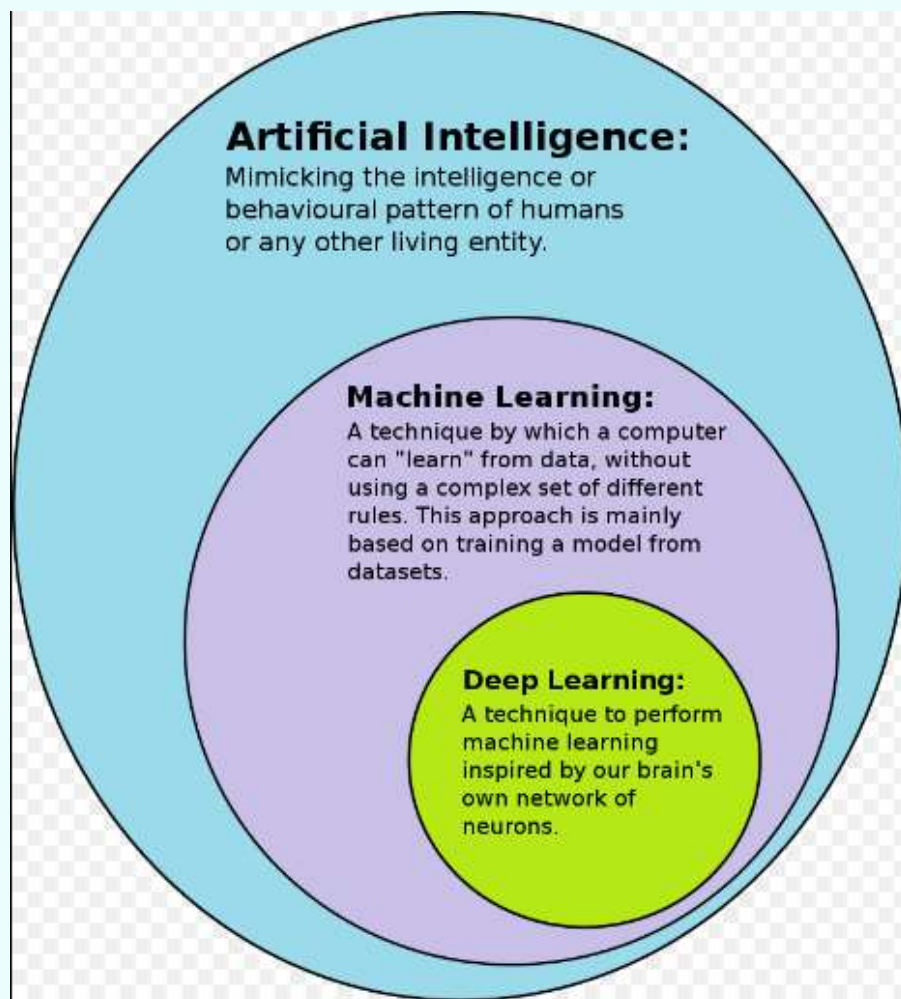 Artificial Intelligence:
Mimicking the intelligence or
behavioural pattern of humans
or any other living entity.
Machine Learning:
A technique by which a computer
can "learn" from data, without
using a complex set of different
rules. This approach is mainly
based on training a model from
datasets.
Deep Learning:
A technique to perform
machine learning
inspired by our brain's
own network of
neurons.